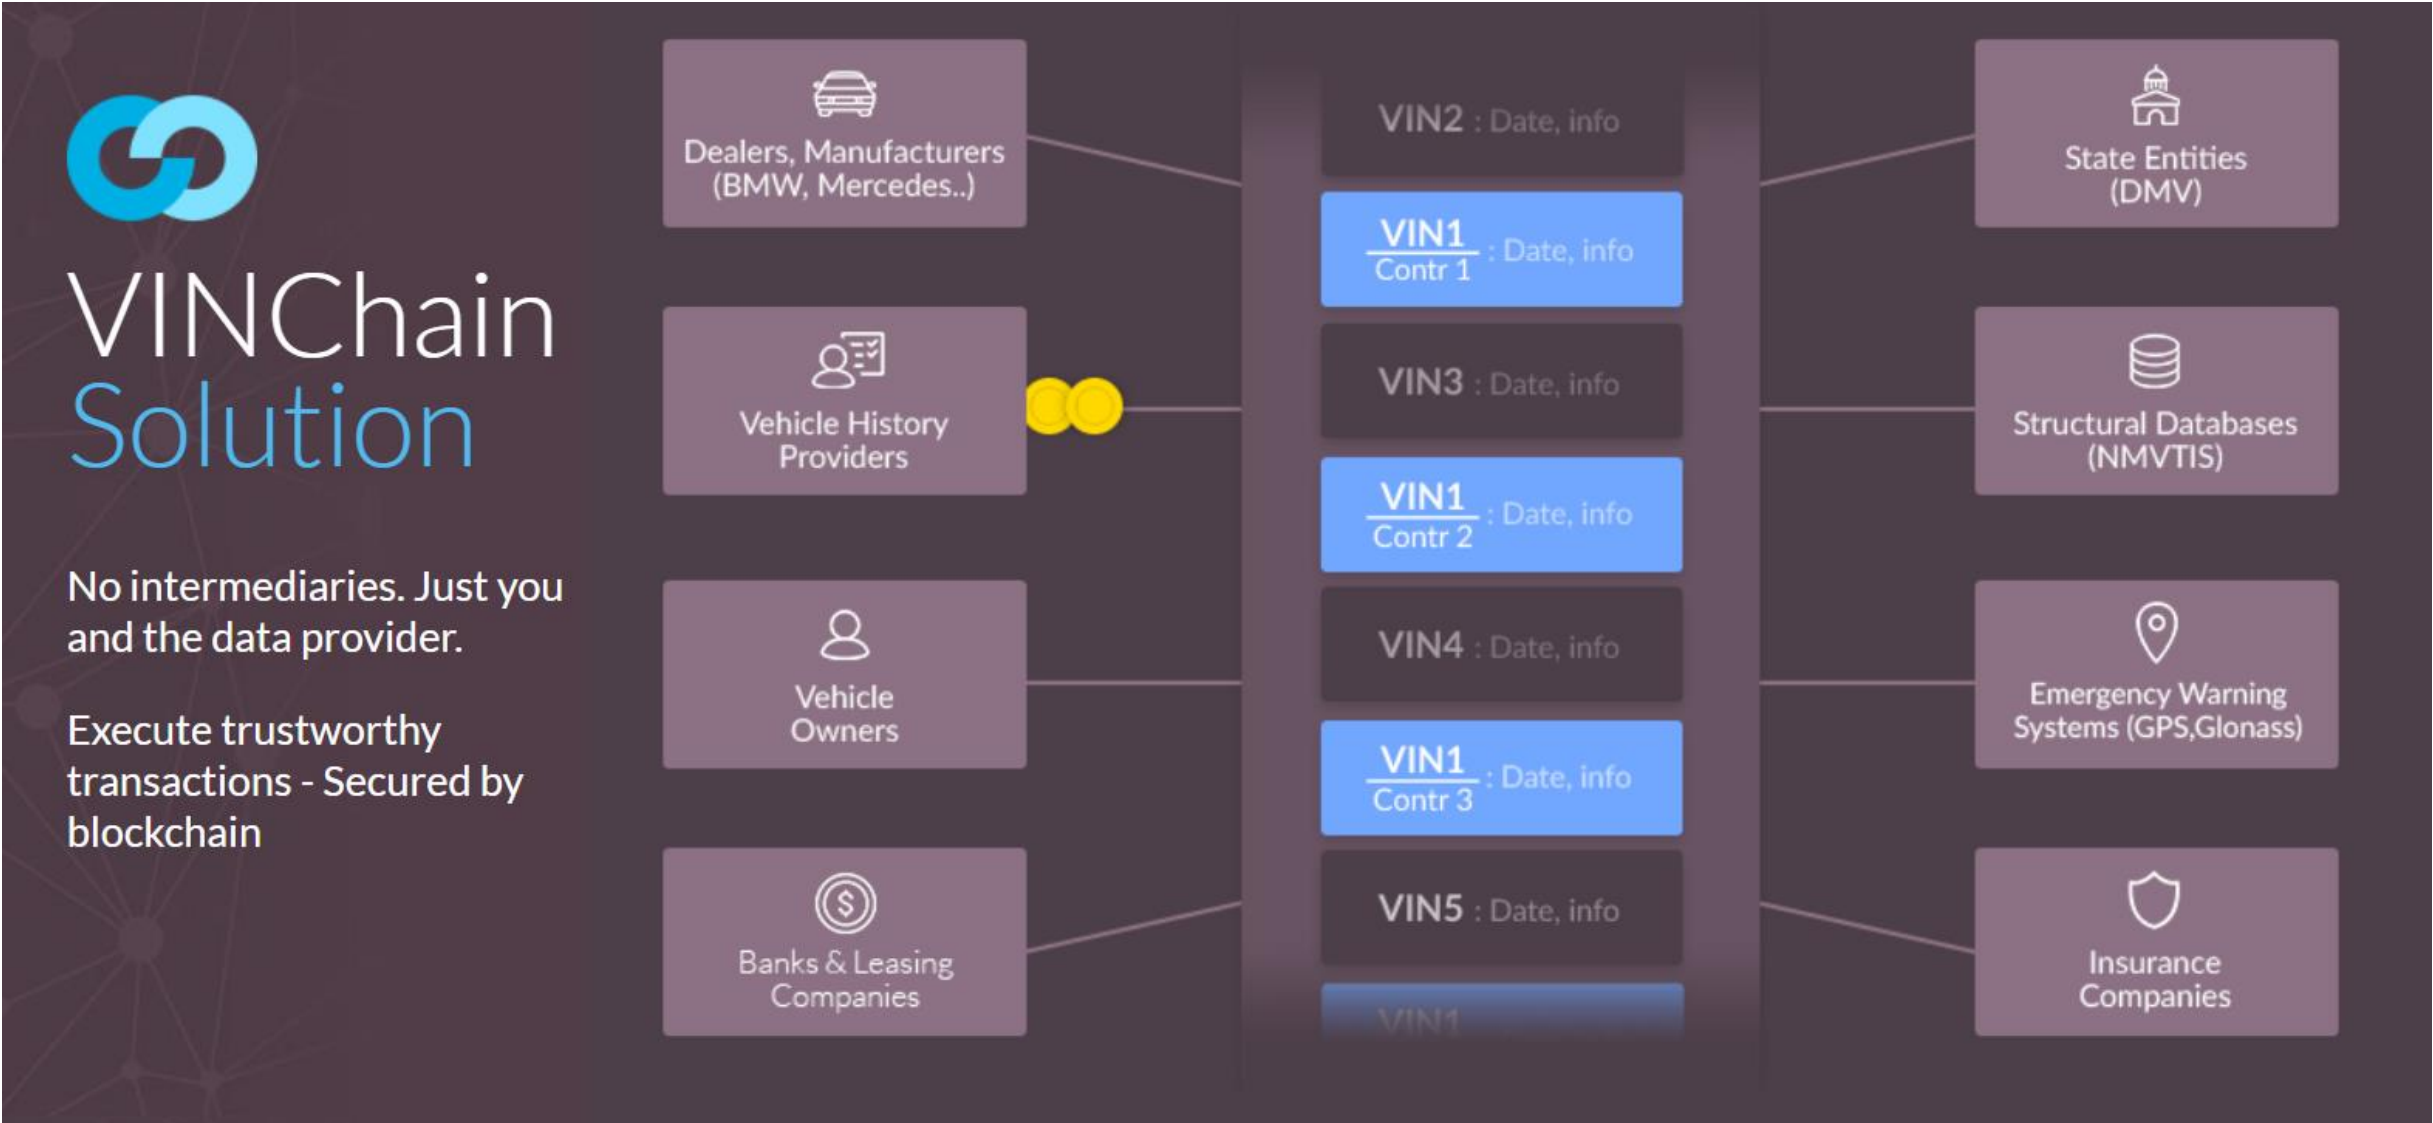 VINChain
Solution
No intermediaries. Just you
and the data provider.
Execute trustworthy
transactions - Secured by
blockchain
Dealers, Manufacturers
(BMW, Mercedes..)
Vehicle History
Providers
Vehicle
Owners
Banks & Leasing
Companies
VIN2 : Date, info
VIN1
Contr 1
: Date, info
VIN3 : Date, info
VIN1
Contr 2
: Date, info
VIN4 : Date, info
VIN1
Contr 3
: Date, info
VIN5 : Date, info
VIN1
State Entities
(DMV)
Structural Databases
(NMVTIS)
Emergency Warning
Systems (GPS,Glonass)
Insurance
Companies